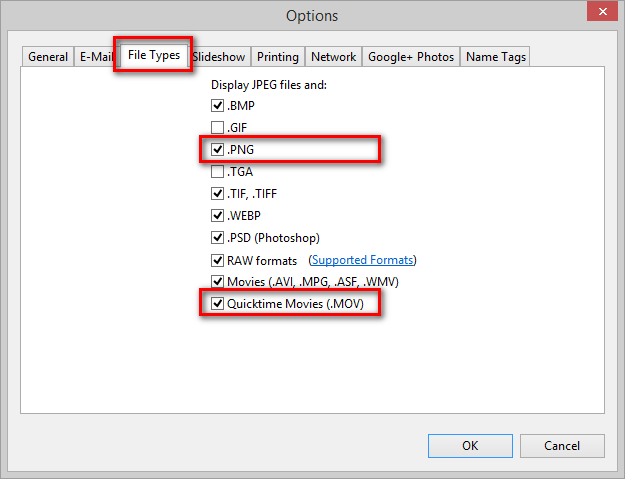 Options
General E-Mail File Types Slideshow Printing Network Google+ Photos Name Tags
Display JPEG files and:
.BMP
.GIF
.PNG
.TGA
.TIF, .TIFF
.WEBP
.PSD (Photoshop)
RAW formats (Supported Formats)
Movies (.AVI, .MPG, .ASF, .WMV)
Quicktime Movies (.MOV)
OK Cancel